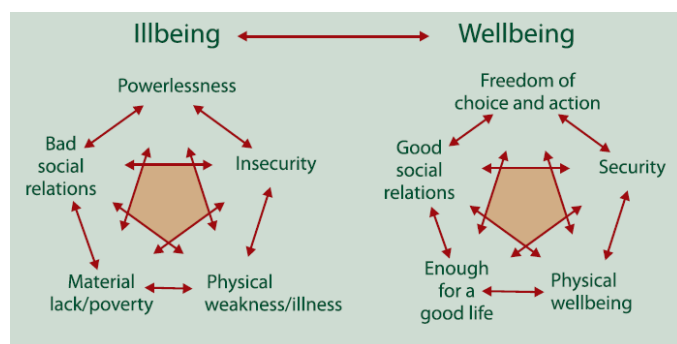 Illbeing
Wellbeing
Powerlessness
Bad
social
relations
Insecurity
Material
lack/poverty
Physical
weakness/illness
Freedom of
choice and action
Good
social
relations
Security
Enough
for a
good life
Physical
wellbeing